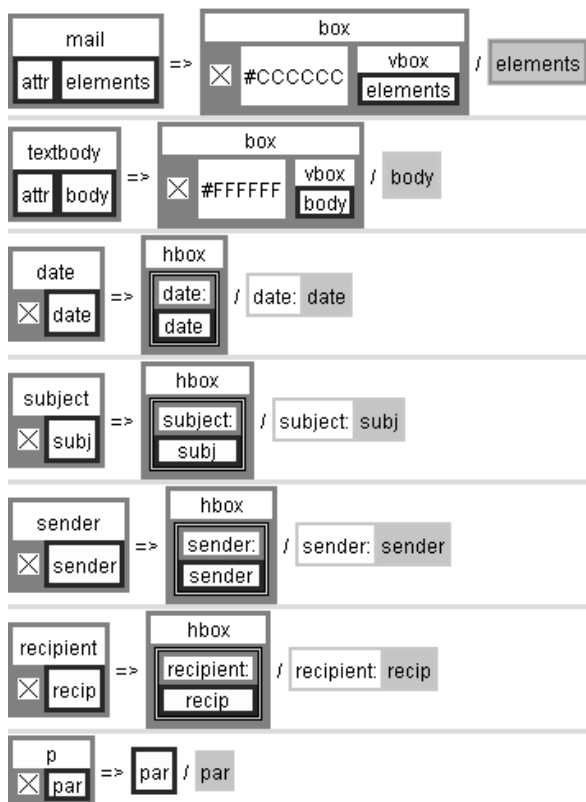 mail
attr elements => box #CCCCCC vbox elements / elements
textbody
attr body => box #FFFFFF vbox body / body
date
date => hbox date: date / date: date
subject
subj => hbox subject: subj / subject: subj
sender
sender => hbox sender: sender / sender: sender
recipient
recip => hbox recipient: recip / recipient: recip
p
par => par / par